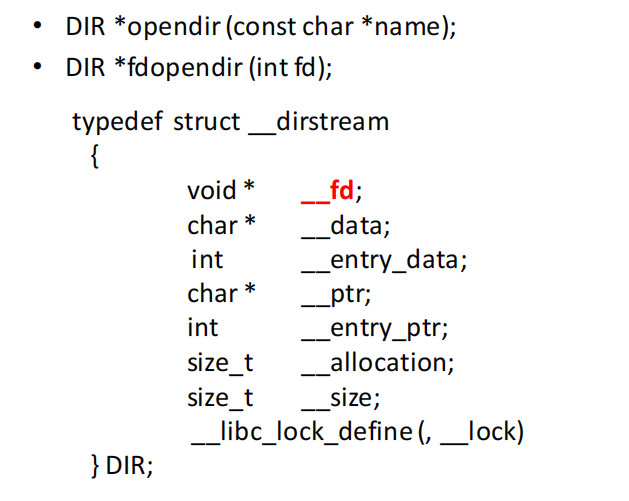 • DIR *opendir (const char *name);
• DIR *fdopendir (int fd);
typedef struct __dirstream
{
void * __fd;
char * __data;
int __entry_data;
char * __ptr;
int __entry_ptr;
size_t __allocation;
size_t __size;
__libc_lock_define (, __lock)
} DIR;